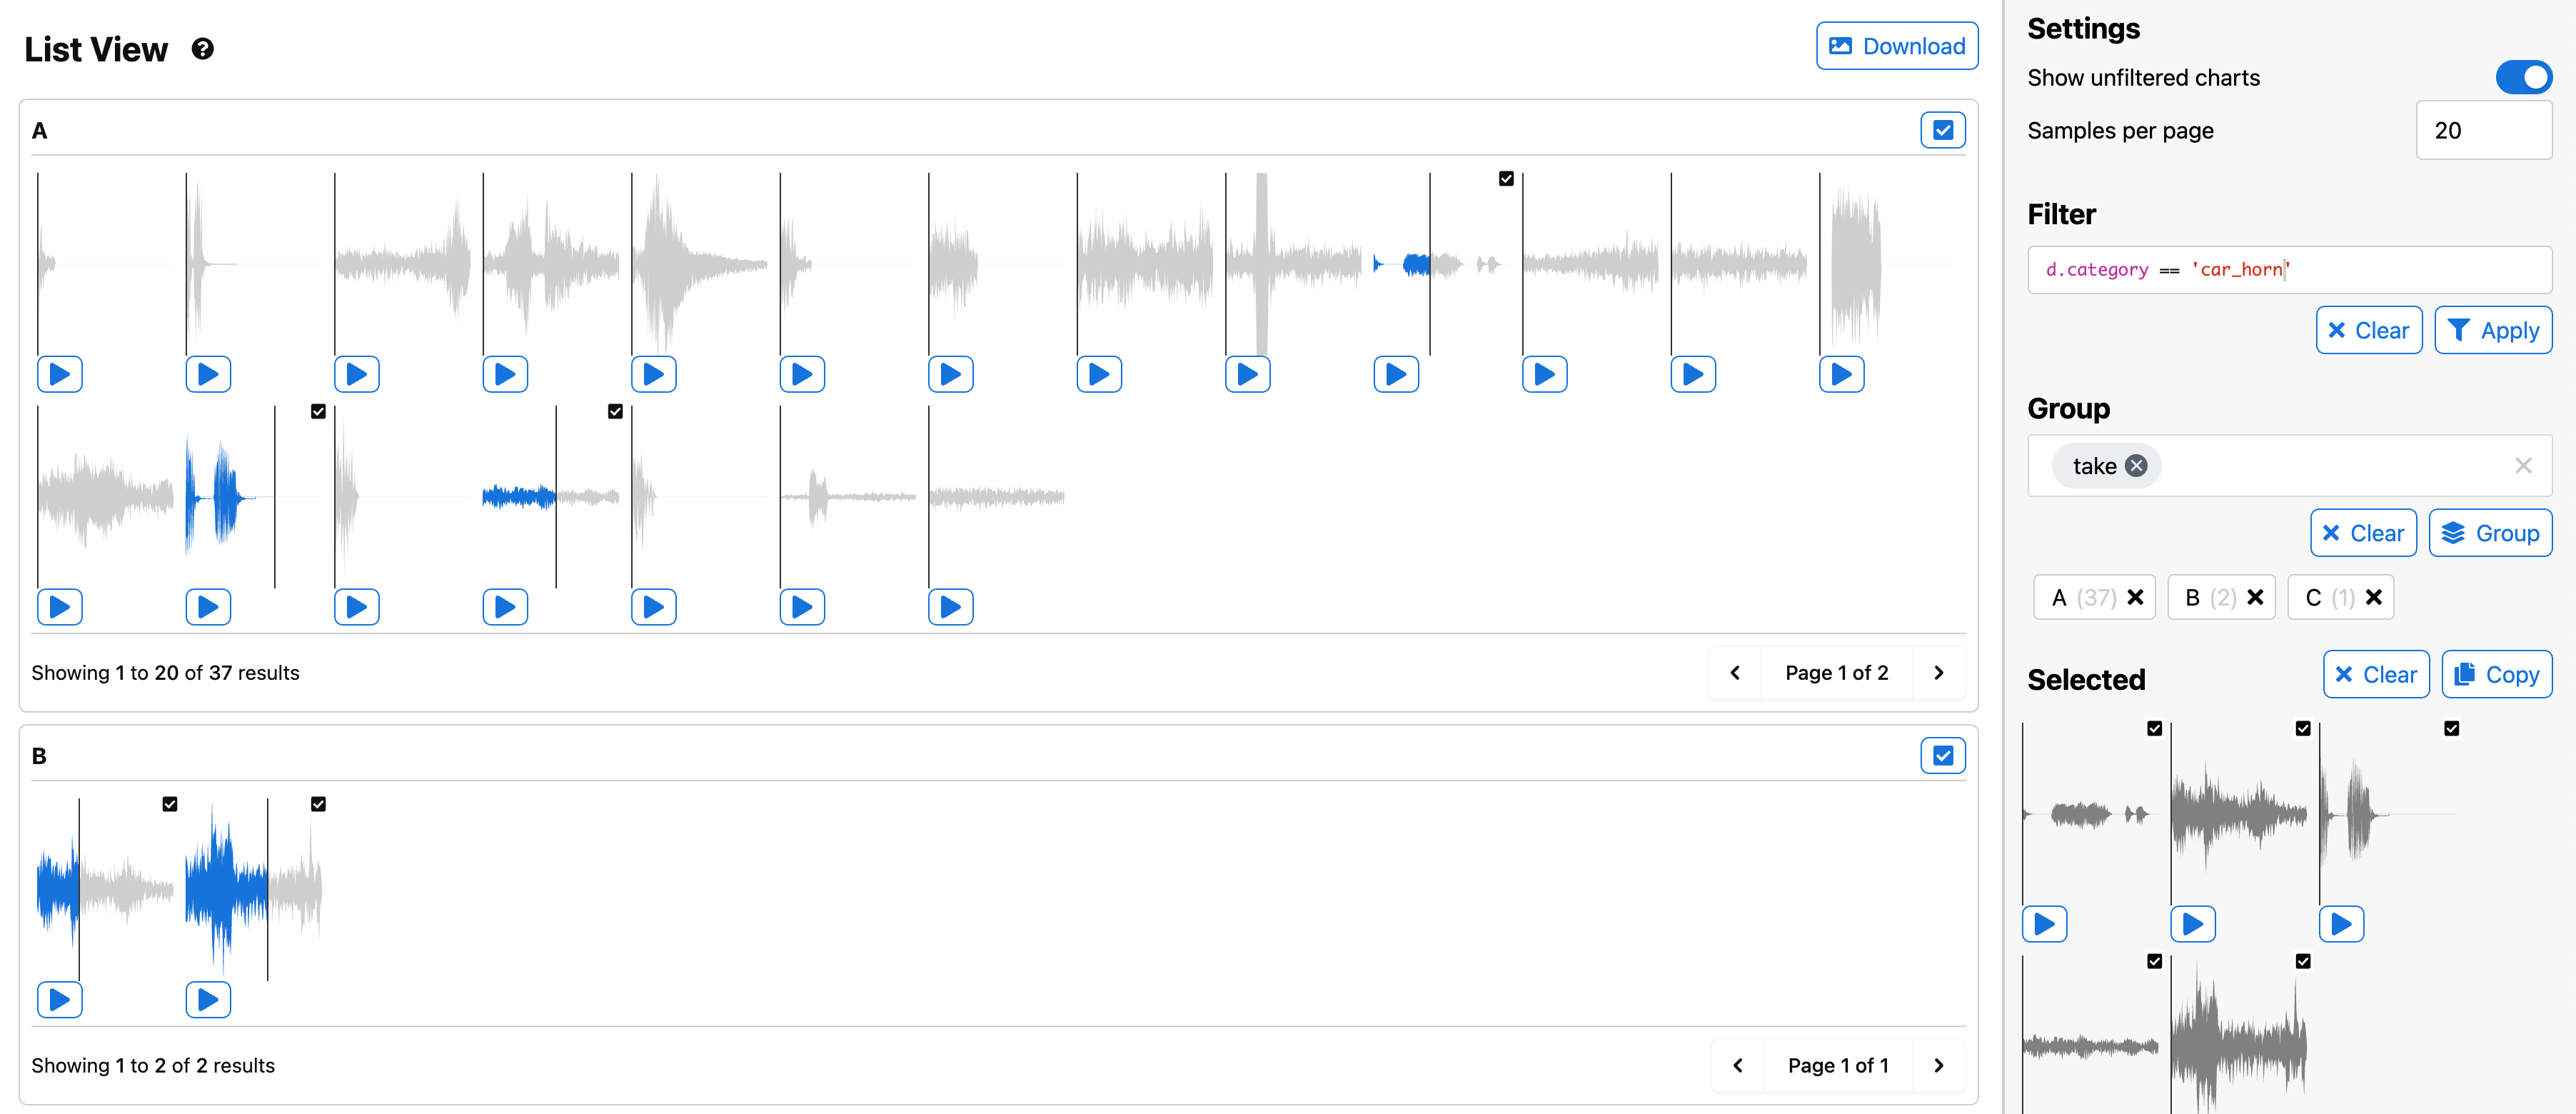 List View ?
Download
A
Showing 1 to 20 of 37 results
Page 1 of 2
B
Showing 1 to 2 of 2 results
Page 1 of 1
Settings
Show unfiltered charts
Samples per page 20
Filter
d.category == 'car_horn'
Clear Apply
Group
take
Clear Group
A (37) B (2) C (1)
Selected Clear Copy